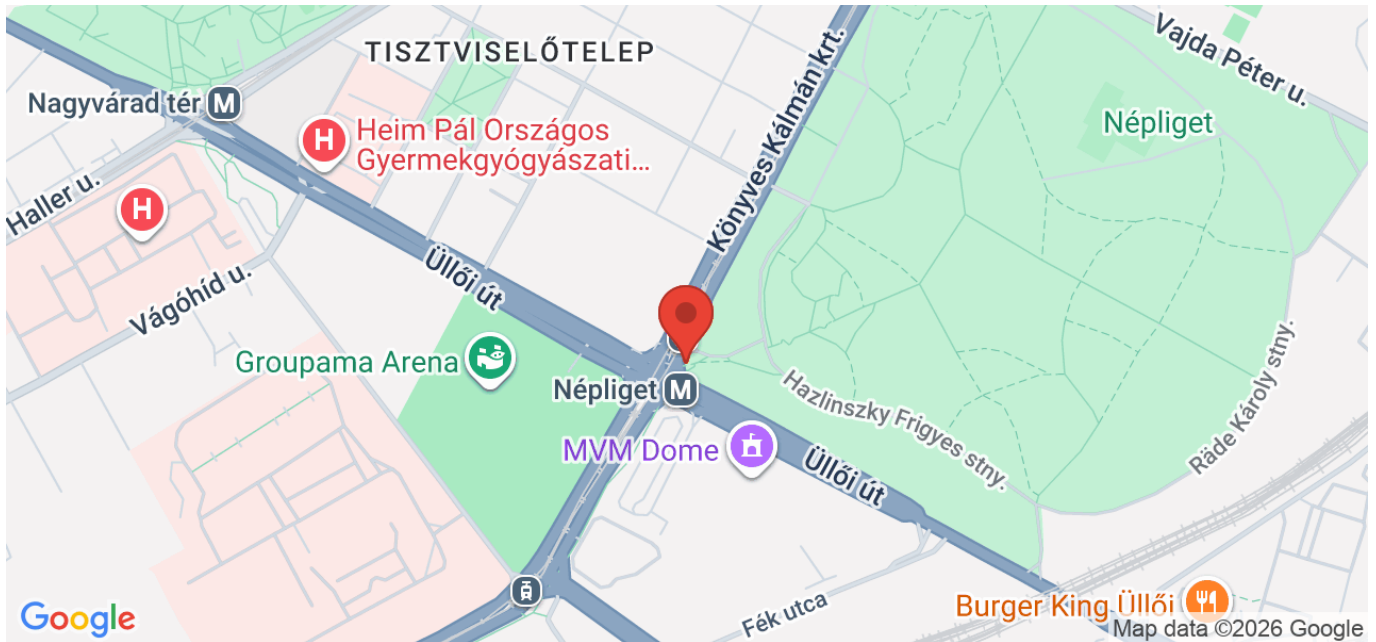 TISZTVISELŐTELEP
Vajda Péter u.
Könyves Kálmán krt.
Nagyvárad tér M
Népliget
H Heim Pál Országos
Gyermekgyógyászati...
Haller u.
H
Üllői út
Vágóhíd u.
Groupama Arena
Népliget M
Hazlinszky Frigyes stny.
Räde Károly stny.
MVM Dome
Üllői út
Fék utca
Burger King Üllői
Google
Map data ©2026 Google